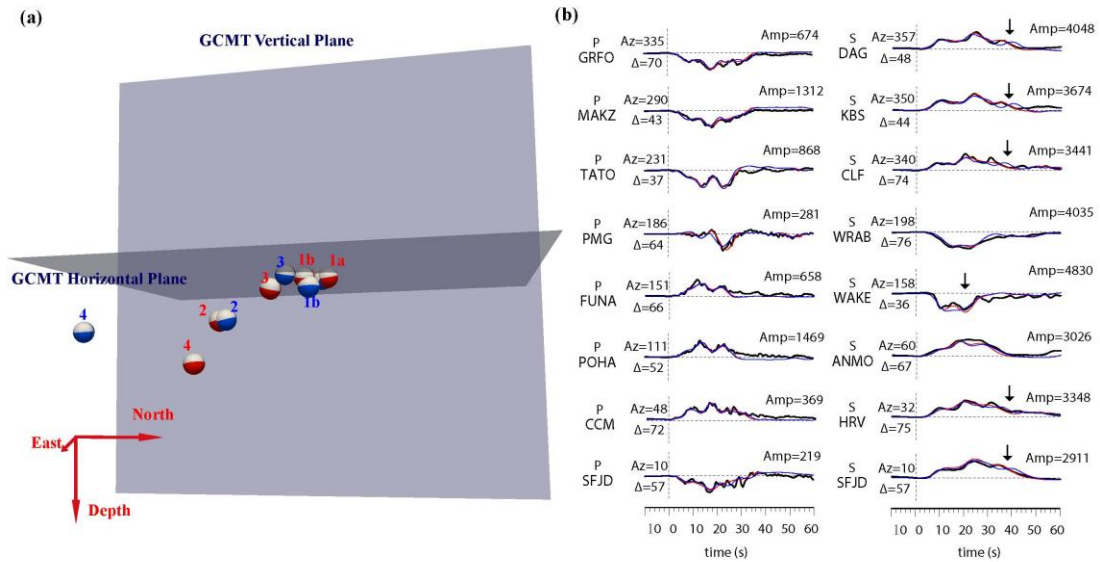 (a)
GCMT Vertical Plane
GCMT Horizontal Plane
3
1b
1a
3
1b
2
2
4
4
North
East
Depth
(b)
P
GRFO
Az=335
Δ=70
Amp=674
P
MAKZ
Az=290
Δ=43
Amp=1312
P
TATO
Az=231
Δ=37
Amp=868
P
PMG
Az=186
Δ=64
Amp=281
P
FUNA
Az=151
Δ=66
Amp=658
P
POHA
Az=111
Δ=52
Amp=1469
P
CCM
Az=48
Δ=72
Amp=369
P
SFJD
Az=10
Δ=57
Amp=219
10 0 10 20 30 40 50 60
time (s)
S
DAG
Az=357
Δ=48
Amp=4048
S
KBS
Az=350
Δ=44
Amp=3674
S
CLF
Az=340
Δ=74
Amp=3441
S
WRAB
Az=198
Δ=76
Amp=4035
S
WAKE
Az=158
Δ=36
Amp=4830
S
ANMO
Az=60
Δ=67
Amp=3026
S
HRV
Az=32
Δ=75
Amp=3348
S
SFJD
Az=10
Δ=57
Amp=2911
10 0 10 20 30 40 50 60
time (s)